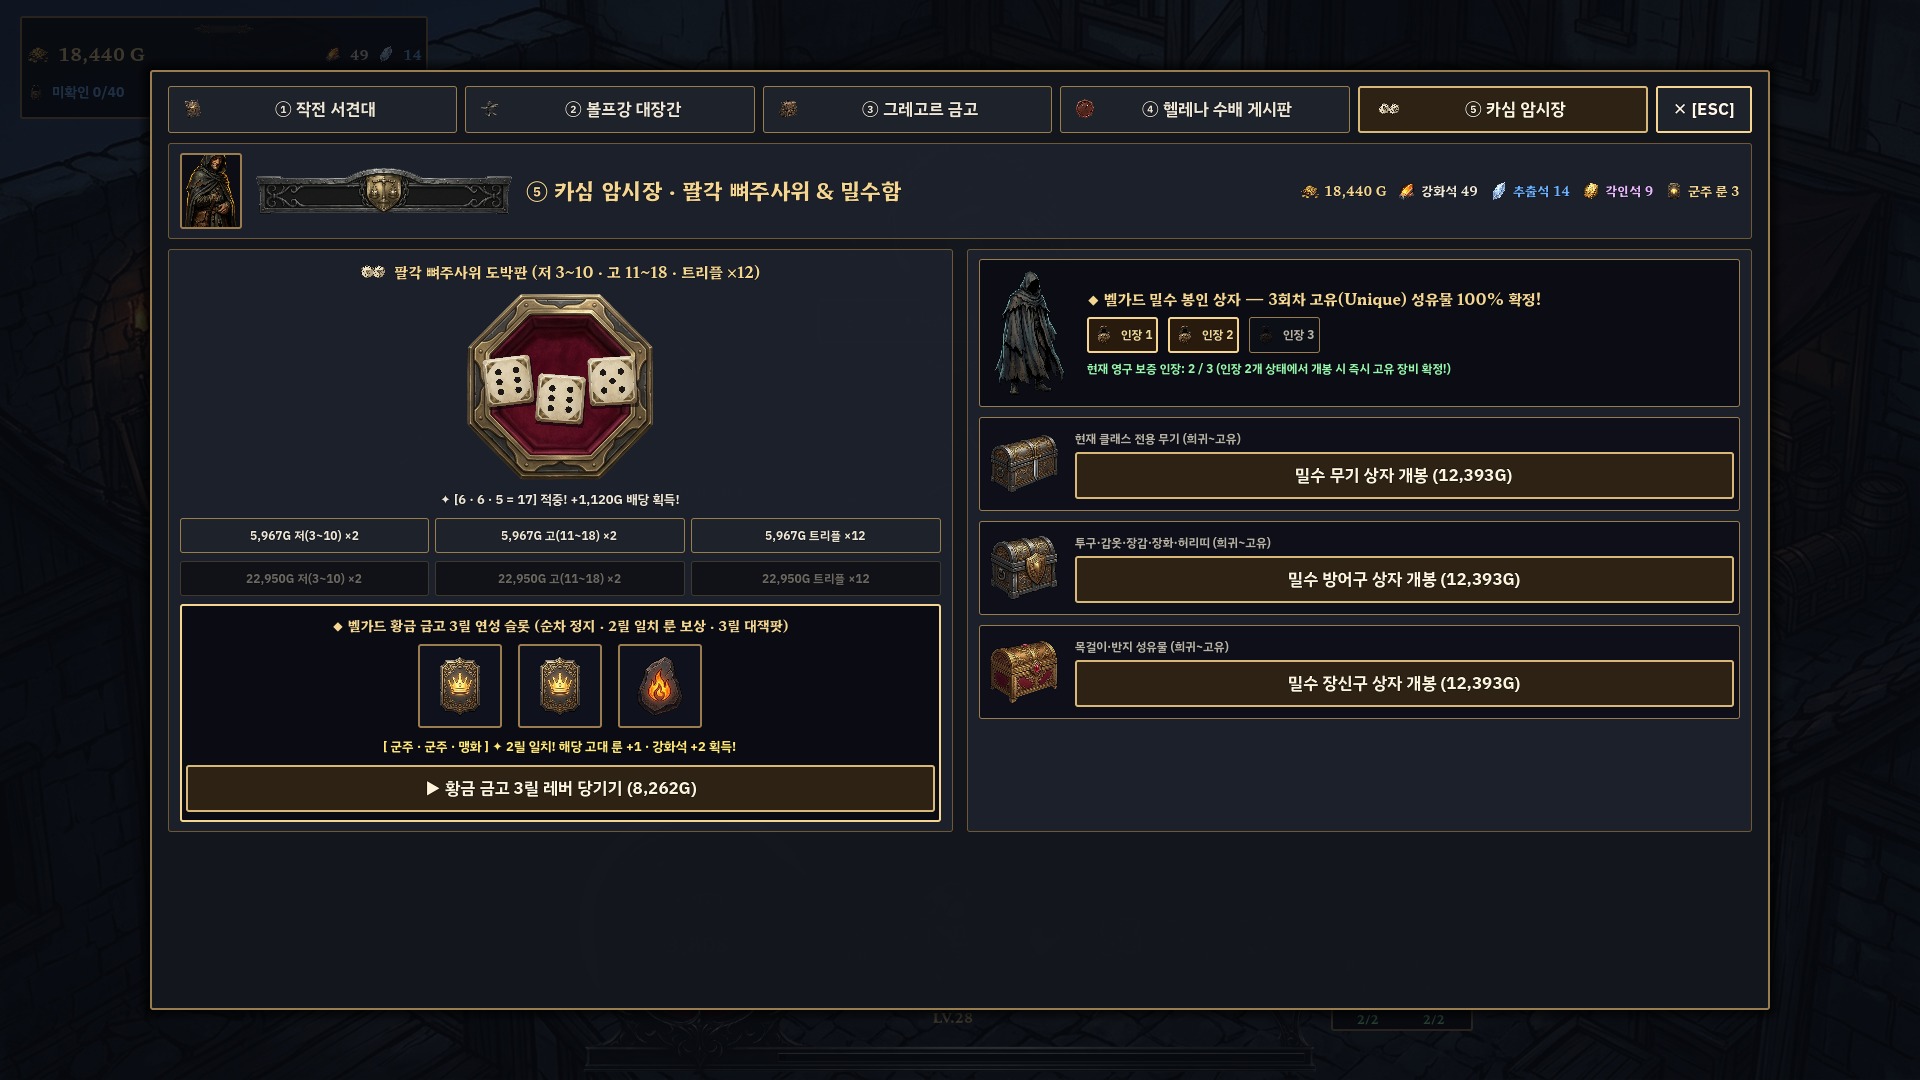 18,440 G 49 14
미확인 0/40
① 작전 서견대
② 볼프강 대장간
③ 그레고르 금고
④ 헬레나 수배 게시판
⑤ 카심 암시장
× [ESC]
⑤ 카심 암시장 · 팔각 뼈주사위 & 밀수함
18,440 G 강화석 49 추출석 14 각인석 9 군주 룬 3
팔각 뼈주사위 도박판 (저 3~10 · 고 11~18 · 트리플 ×12)
✦ [6 · 6 · 5 = 17] 적중! +1,120G 배당 획득!
5,967G 저(3~10) ×2
5,967G 고(11~18) ×2
5,967G 트리플 ×12
22,950G 저(3~10) ×2
22,950G 고(11~18) ×2
22,950G 트리플 ×12
◆ 벨가드 황금 금고 3릴 연성 슬롯 (순차 정지 · 2릴 일치 룬 보상 · 3릴 대잭팟)
[ 군주 · 군주 · 맹화 ] ✦ 2릴 일치! 해당 고대 룬 +1 · 강화석 +2 획득!
▶ 황금 금고 3릴 레버 당기기 (8,262G)
◆ 벨가드 밀수 봉인 상자 — 3회차 고유(Unique) 성유물 100% 확정!
인장 1
인장 2
인장 3
현재 영구 보증 인장: 2 / 3 (인장 2개 상태에서 개봉 시 즉시 고유 장비 확정!)
현재 클래스 전용 무기 (희귀~고유)
밀수 무기 상자 개봉 (12,393G)
투구·갑옷·장갑·장화·허리띠 (희귀~고유)
밀수 방어구 상자 개봉 (12,393G)
목걸이·반지 성유물 (희귀~고유)
밀수 장신구 상자 개봉 (12,393G)
LV.28
2/2 2/2